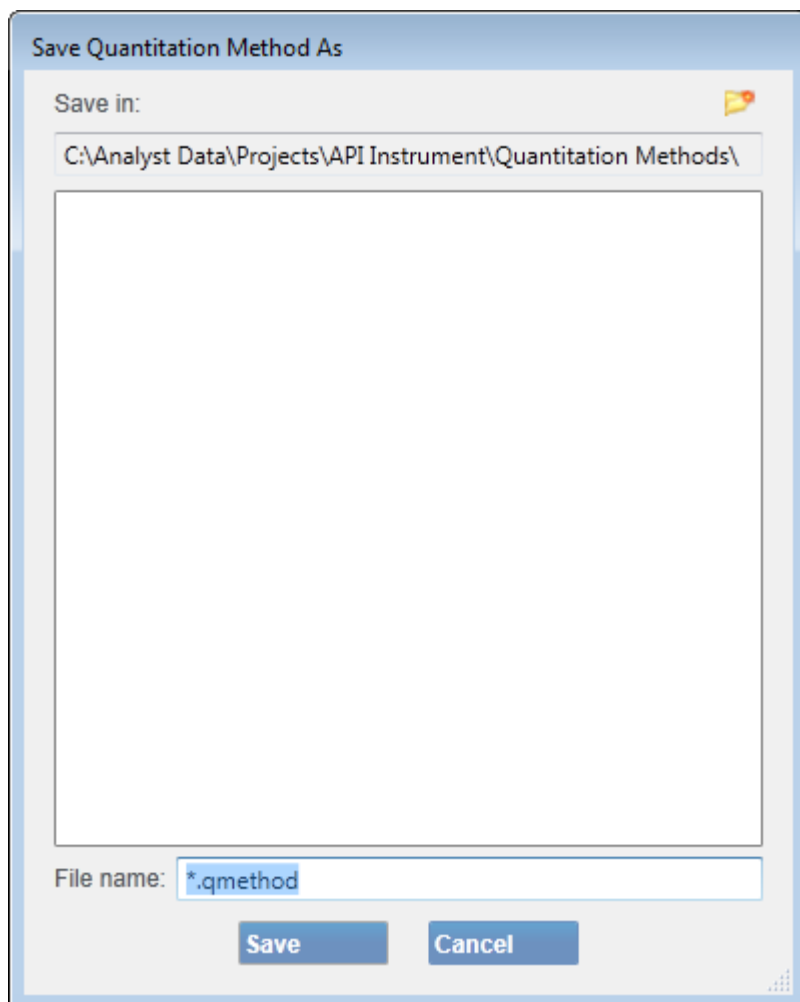 Save Quantitation Method As
Save in:
C:\Analyst Data\Projects\API Instrument\Quantitation Methods\
File name: *.qmethod
Save Cancel